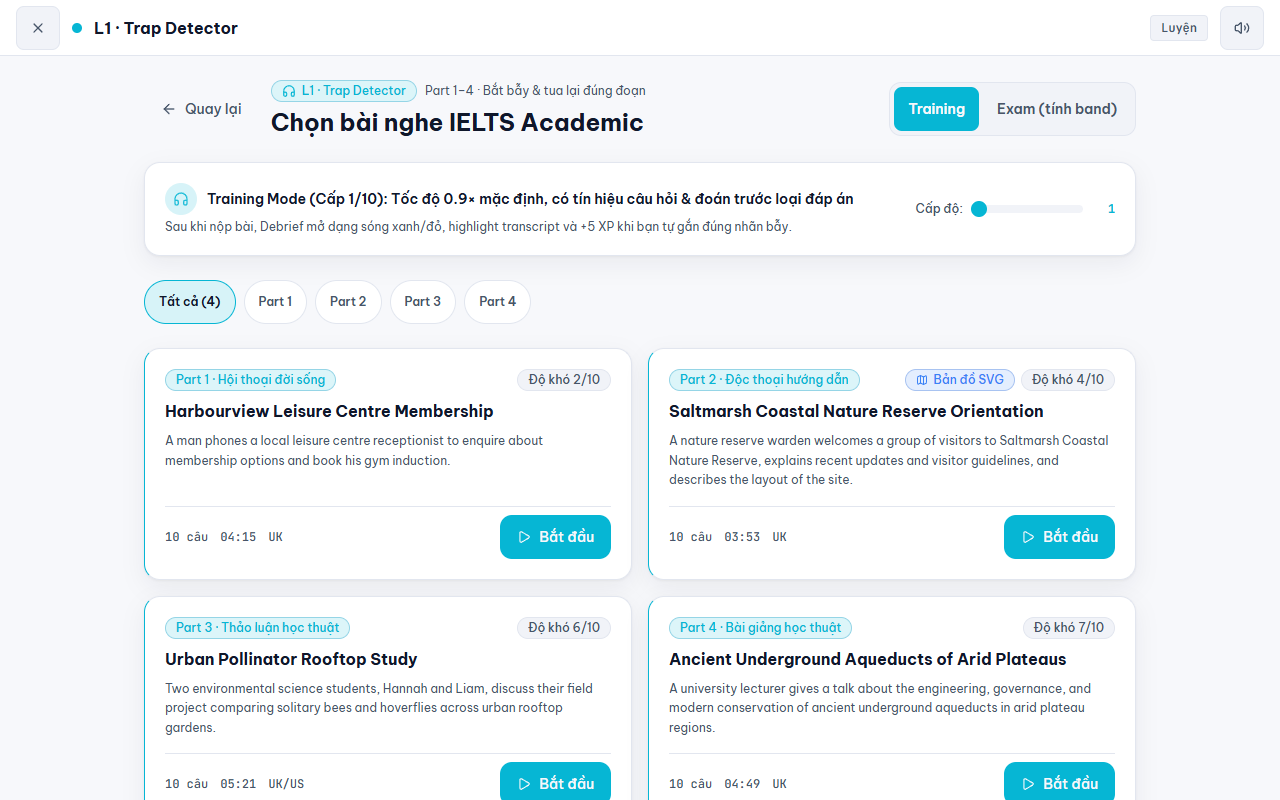 L1 · Trap Detector
Luyện
Quay lại
L1 · Trap Detector
Part 1–4 · Bắt bẫy & tua lại đúng đoạn
Chọn bài nghe IELTS Academic
Training
Exam (tính band)
Training Mode (Cấp 1/10): Tốc độ 0.9× mặc định, có tín hiệu câu hỏi & đoán trước loại đáp án
Sau khi nộp bài, Debrief mở dạng sóng xanh/đỏ, highlight transcript và +5 XP khi bạn tự gắn đúng nhãn bẫy.
Cấp độ:
1
Tất cả (4)
Part 1
Part 2
Part 3
Part 4
Part 1 · Hội thoại đời sống
Độ khó 2/10
Harbourview Leisure Centre Membership
A man phones a local leisure centre receptionist to enquire about
membership options and book his gym induction.
10 câu 04:15 UK
Bắt đầu
Part 2 · Độc thoại hướng dẫn
Bản đồ SVG
Độ khó 4/10
Saltmarsh Coastal Nature Reserve Orientation
A nature reserve warden welcomes a group of visitors to Saltmarsh Coastal
Nature Reserve, explains recent updates and visitor guidelines, and
describes the layout of the site.
10 câu 03:53 UK
Bắt đầu
Part 3 · Thảo luận học thuật
Độ khó 6/10
Urban Pollinator Rooftop Study
Two environmental science students, Hannah and Liam, discuss their field
project comparing solitary bees and hoverflies across urban rooftop
gardens.
10 câu 05:21 UK/US
Bắt đầu
Part 4 · Bài giảng học thuật
Độ khó 7/10
Ancient Underground Aqueducts of Arid Plateaus
A university lecturer gives a talk about the engineering, governance, and
modern conservation of ancient underground aqueducts in arid plateau
regions.
10 câu 04:49 UK
Bắt đầu